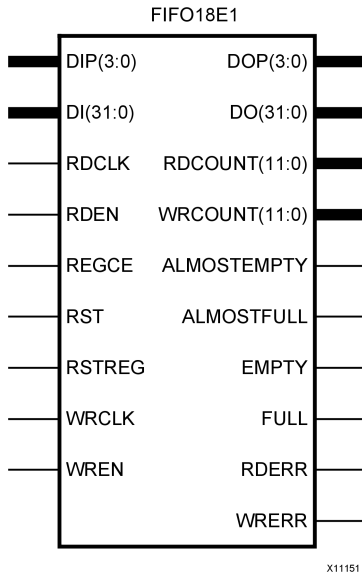 FIFO18E1
DIP(3:0) DOP(3:0)
DI(31:0) DO(31:0)
RDCLK RDCOUNT(11:0)
RDEN WRCOUNT(11:0)
REGCE ALMOSTEMPTY
RST ALMOSTFULL
RSTREG EMPTY
WRCLK FULL
WREN RDERR
WRERR
X11151